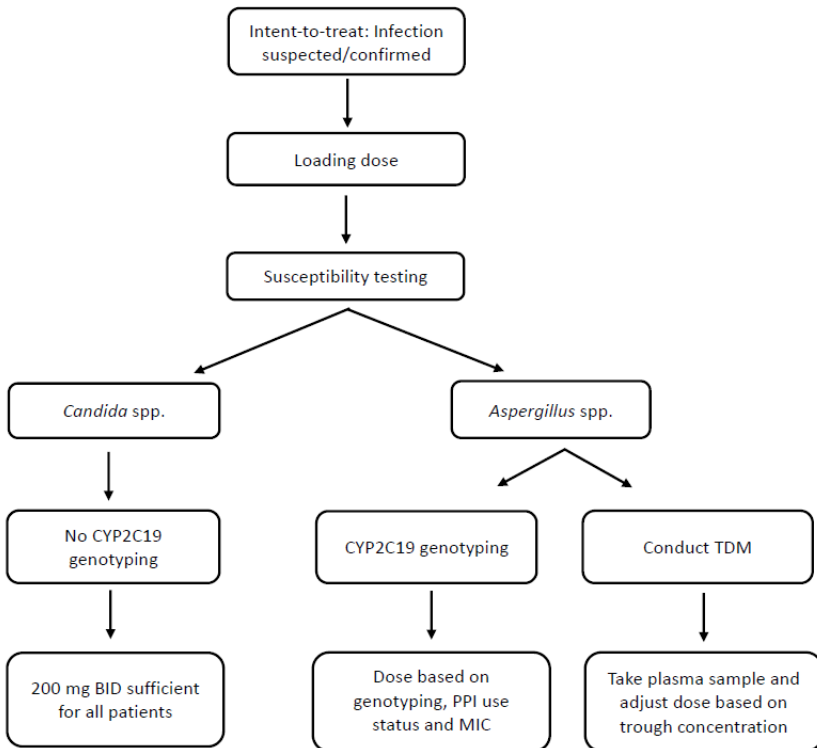 Intent-to-treat: Infection
suspected/confirmed
Loading dose
Susceptibility testing
Candida spp.
Aspergillus spp.
No CYP2C19
genotyping
CYP2C19 genotyping
Conduct TDM
200 mg BID sufficient
for all patients
Dose based on
genotyping, PPI use
status and MIC
Take plasma sample and
adjust dose based on
trough concentration